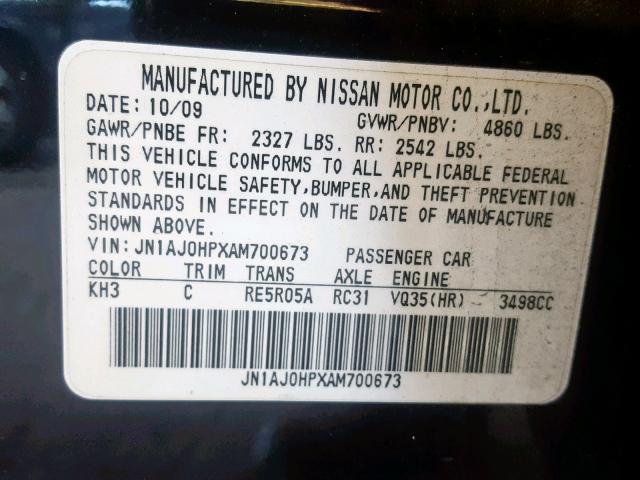 MANUFACTURED BY NISSAN MOTOR CO.,LTD.
DATE: 10/09 GVWR/PNBV: 4860 LBS.
GAWR/PNBE FR: 2327 LBS. RR: 2542 LBS.
THIS VEHICLE CONFORMS TO ALL APPLICABLE FEDERAL
MOTOR VEHICLE SAFETY,BUMPER,AND THEFT PREVENTION
STANDARDS IN EFFECT ON THE DATE OF MANUFACTURE
SHOWN ABOVE.
VIN: JN1AJ0HPXAM700673 PASSENGER CAR
COLOR TRIM TRANS AXLE ENGINE
KH3 C RE5R05A RC31 VQ35(HR) 3498CC
JN1AJ0HPXAM700673